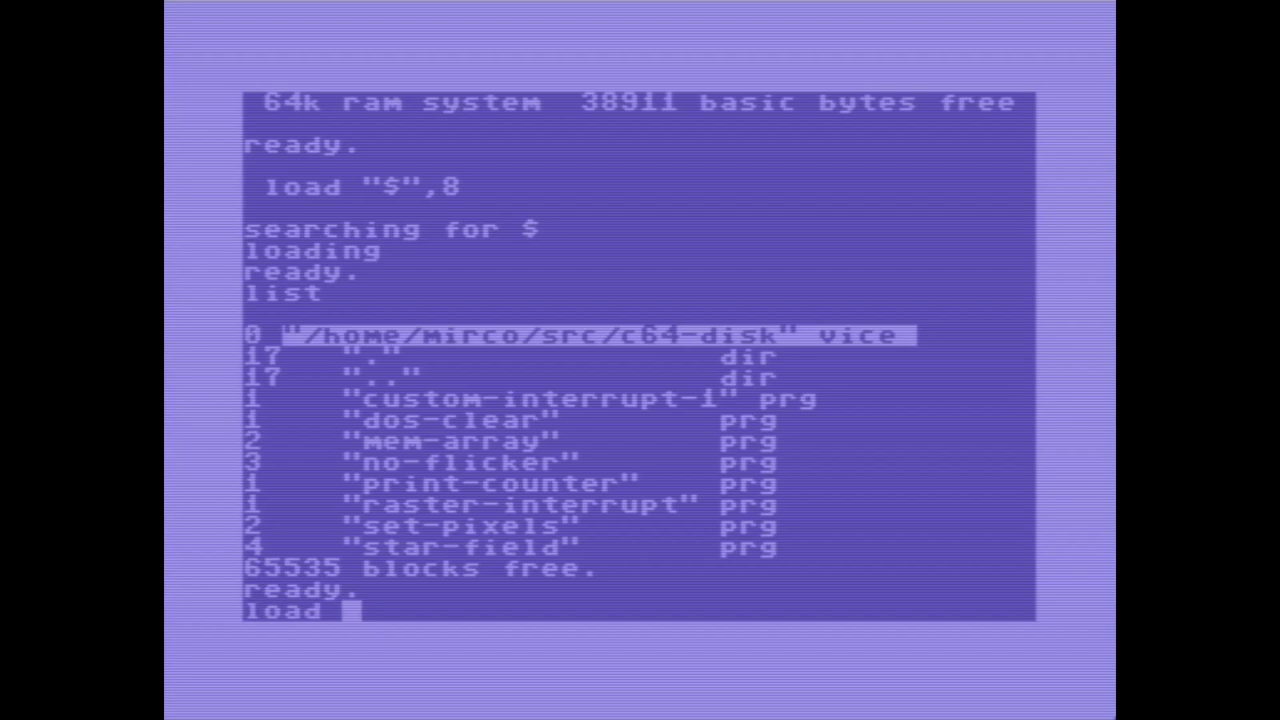 64k ram system  38911 basic bytes free
ready.
load "$",8
searching for $
loading
ready.
list
0 "/home/mirco/src/c64-disk" vice
17   "."                dir
17   ".."               dir
1    "custom-interrupt-1" prg
1    "dos-clear"        prg
2    "mem-array"        prg
3    "no-flicker"       prg
1    "print-counter"    prg
1    "raster-interrupt" prg
2    "set-pixels"       prg
4    "star-field"       prg
65535 blocks free.
ready.
load